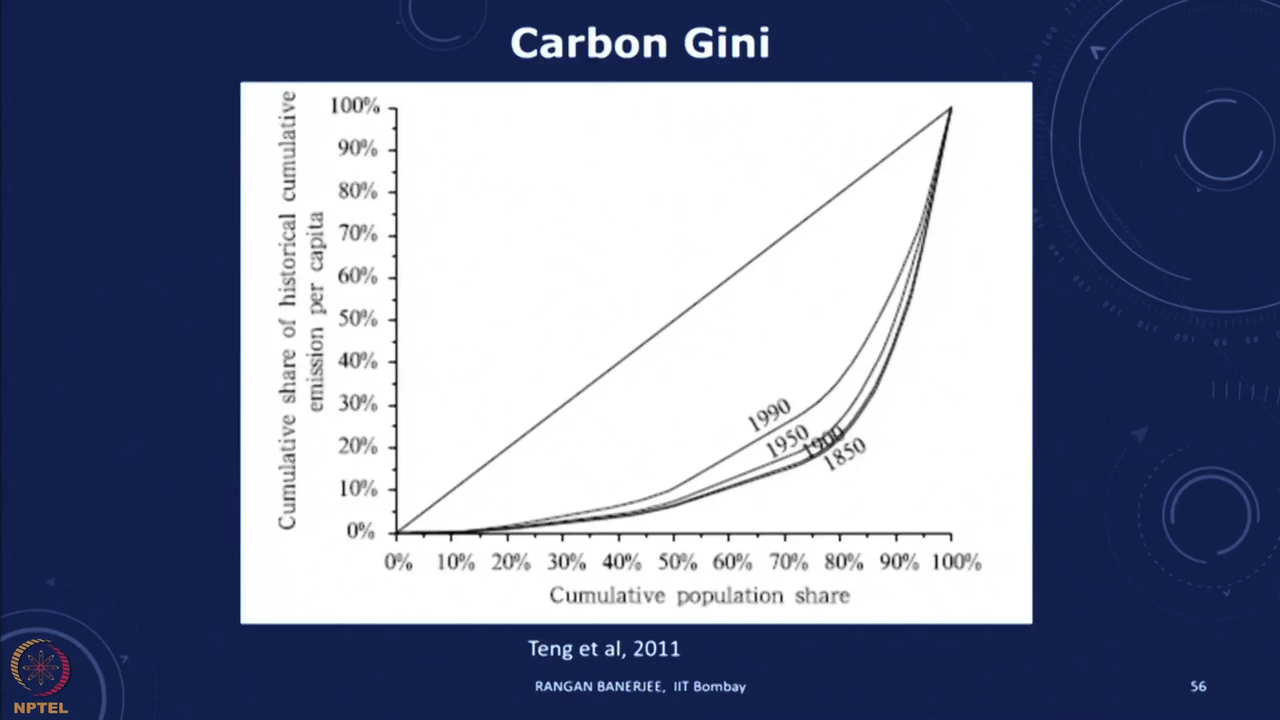 Carbon Gini
Cumulative share of historical cumulative
emission per capita
100%
90%
80%
70%
60%
50%
40%
30%
20%
10%
0%
1990
1950
1900
1850
0% 10% 20% 30% 40% 50% 60% 70% 80% 90% 100%
Cumulative population share
Teng et al, 2011
RANGAN BANERJEE, IIT Bombay
56
NPTEL